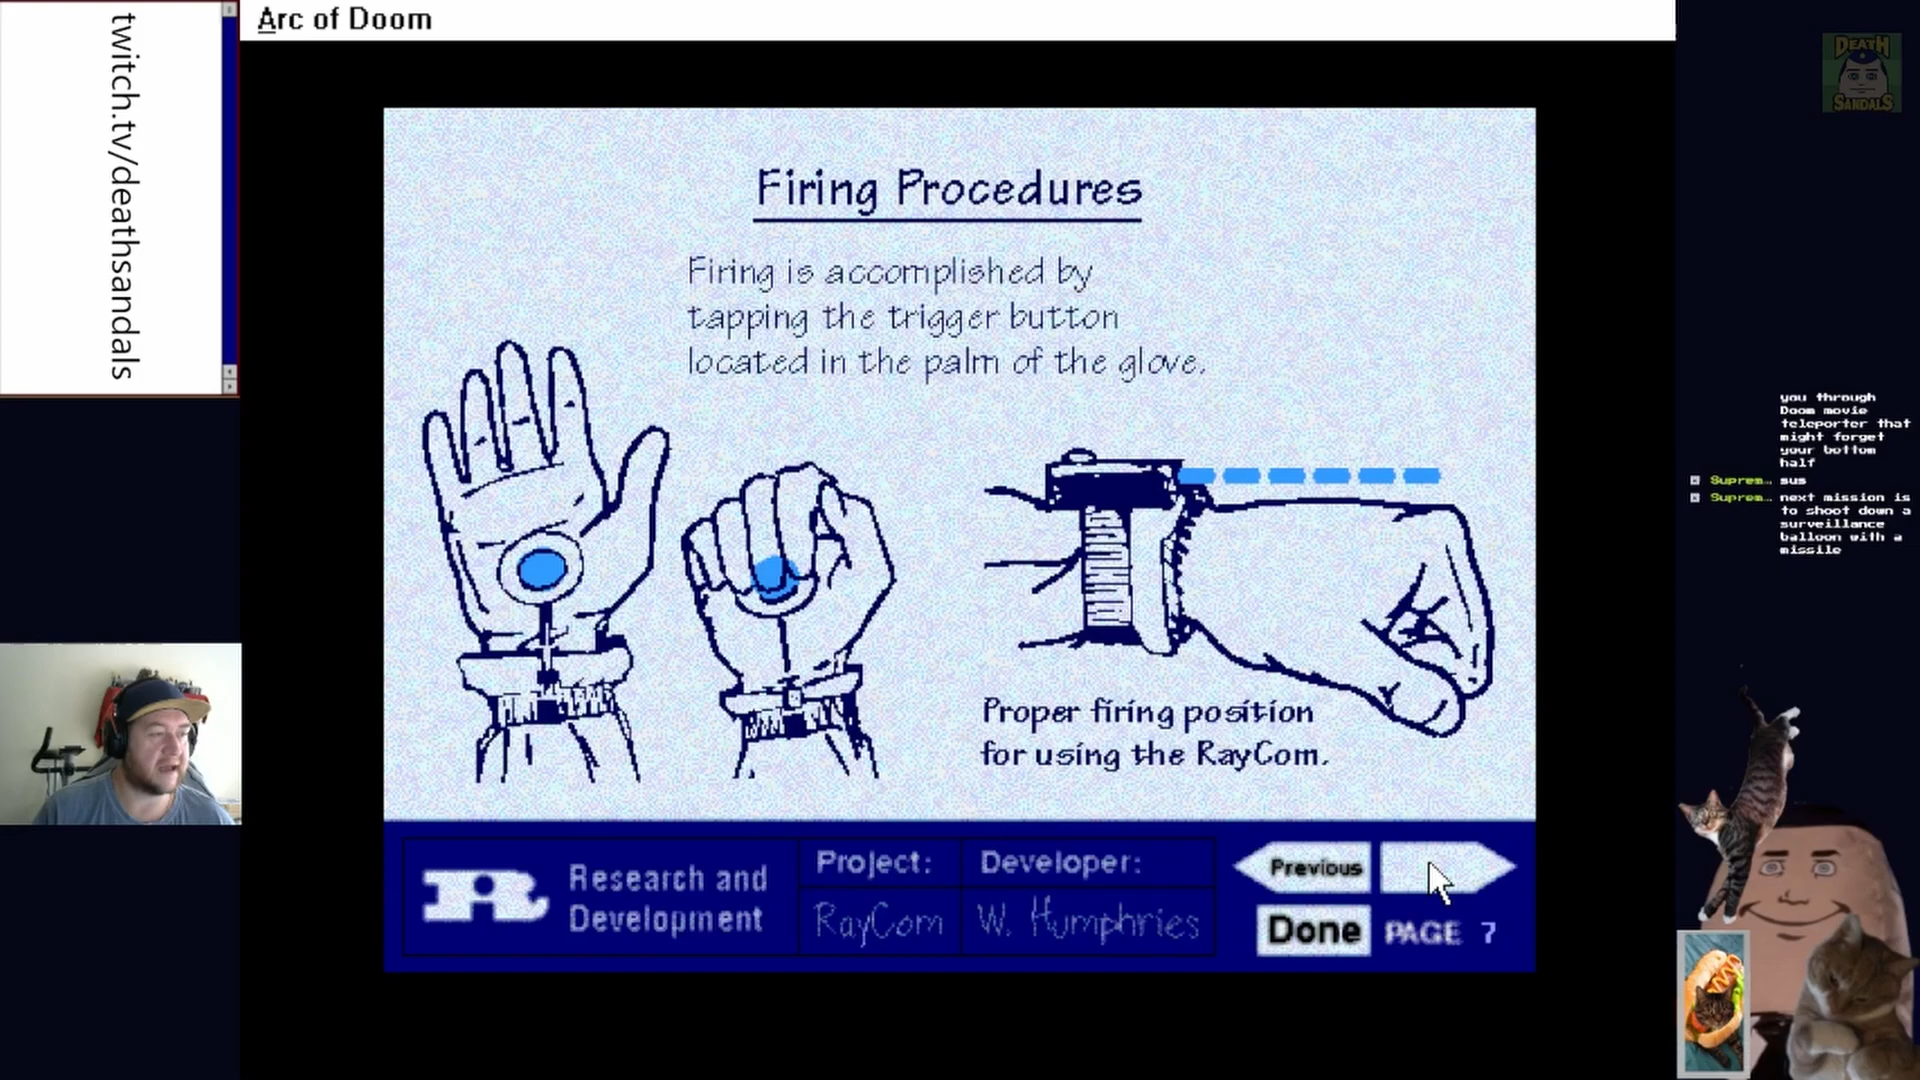 Arc of Doom
twitch.tv/deathsandals
DEATH
SANDALS
Firing Procedures
Firing is accomplished by
tapping the trigger button
located in the palm of the glove.
Proper firing position
for using the RayCom.
Research and
Development
Project:
RayCom
Developer:
W. Humphries
Previous
Done
PAGE 7
you through
Doom movie
teleporter that
might forget
your bottom
half
Suprem… sus
Suprem… next mission is
to shoot down a
surveillance
balloon with a
missile